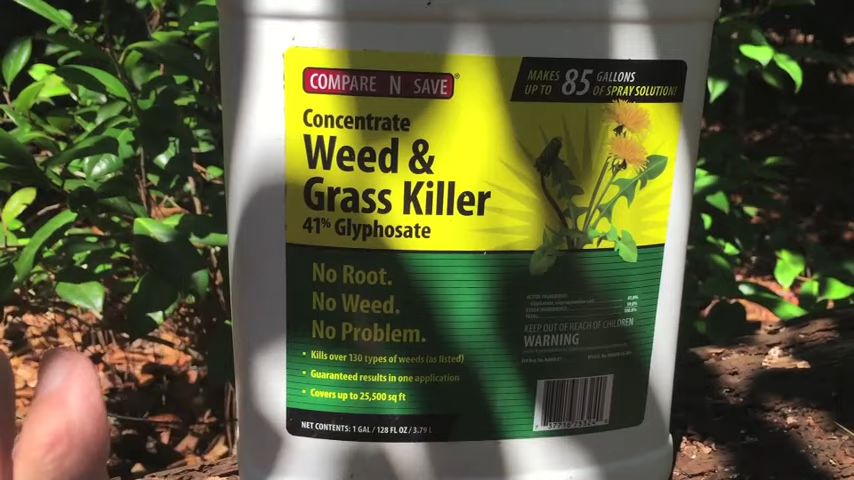 COMPARE N SAVE®
MAKES UP TO 85 GALLONS OF SPRAY SOLUTION!
Concentrate
Weed &
Grass Killer
41% Glyphosate
No Root.
No Weed.
No Problem.
• Kills over 130 types of weeds (as listed)
• Guaranteed results in one application
• Covers up to 25,500 sq ft
NET CONTENTS: 1 GAL / 128 FL OZ / 3.79 L
KEEP OUT OF REACH OF CHILDREN
WARNING